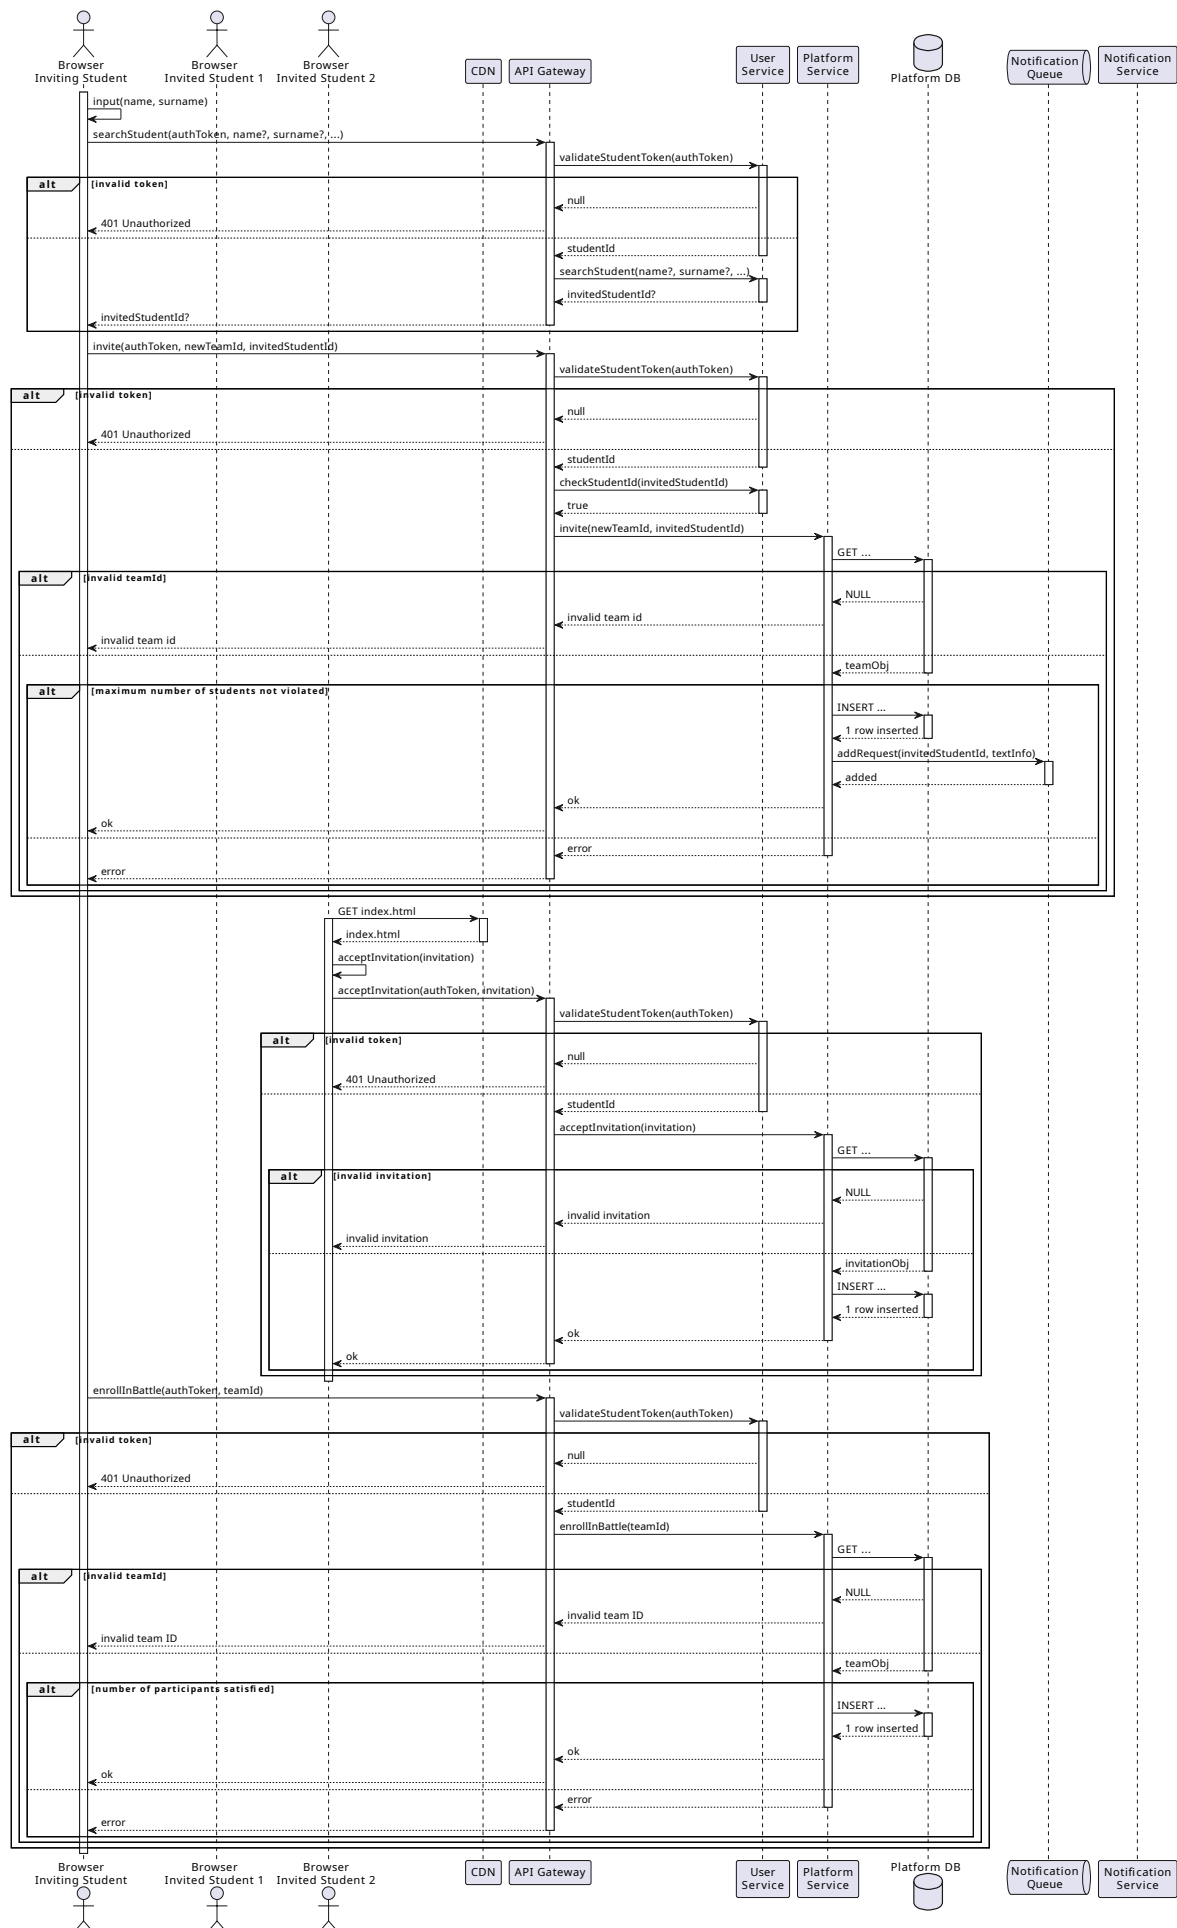 Browser
Inviting Student
Browser
Invited Student 1
Browser
Invited Student 2
CDN
API Gateway
User
Service
Platform
Service
Platform DB
Notification
Queue
Notification
Service
input(name, surname)
searchStudent(authToken, name?, surname?, ...)
validateStudentToken(authToken)
alt [invalid token]
null
401 Unauthorized
studentId
searchStudent(name?, surname?, ...)
invitedStudentId?
invitedStudentId?
invite(authToken, newTeamId, invitedStudentId)
validateStudentToken(authToken)
alt [invalid token]
null
401 Unauthorized
studentId
checkStudentId(invitedStudentId)
true
invite(newTeamId, invitedStudentId)
GET ...
alt [invalid teamId]
NULL
invalid team id
invalid team id
teamObj
alt [maximum number of students not violated]
INSERT ...
1 row inserted
addRequest(invitedStudentId, textInfo)
added
ok
ok
error
error
GET index.html
index.html
acceptInvitation(invitation)
acceptInvitation(authToken, invitation)
validateStudentToken(authToken)
alt [invalid token]
null
401 Unauthorized
studentId
acceptInvitation(invitation)
GET ...
alt [invalid invitation]
NULL
invalid invitation
invalid invitation
invitationObj
INSERT ...
1 row inserted
ok
ok
enrollInBattle(authToken, teamId)
validateStudentToken(authToken)
alt [invalid token]
null
401 Unauthorized
studentId
enrollInBattle(teamId)
GET ...
alt [invalid teamId]
NULL
invalid team ID
invalid team ID
teamObj
alt [number of participants satisfied]
INSERT ...
1 row inserted
ok
ok
error
error
Browser
Inviting Student
Browser
Invited Student 1
Browser
Invited Student 2
CDN
API Gateway
User
Service
Platform
Service
Platform DB
Notification
Queue
Notification
Service